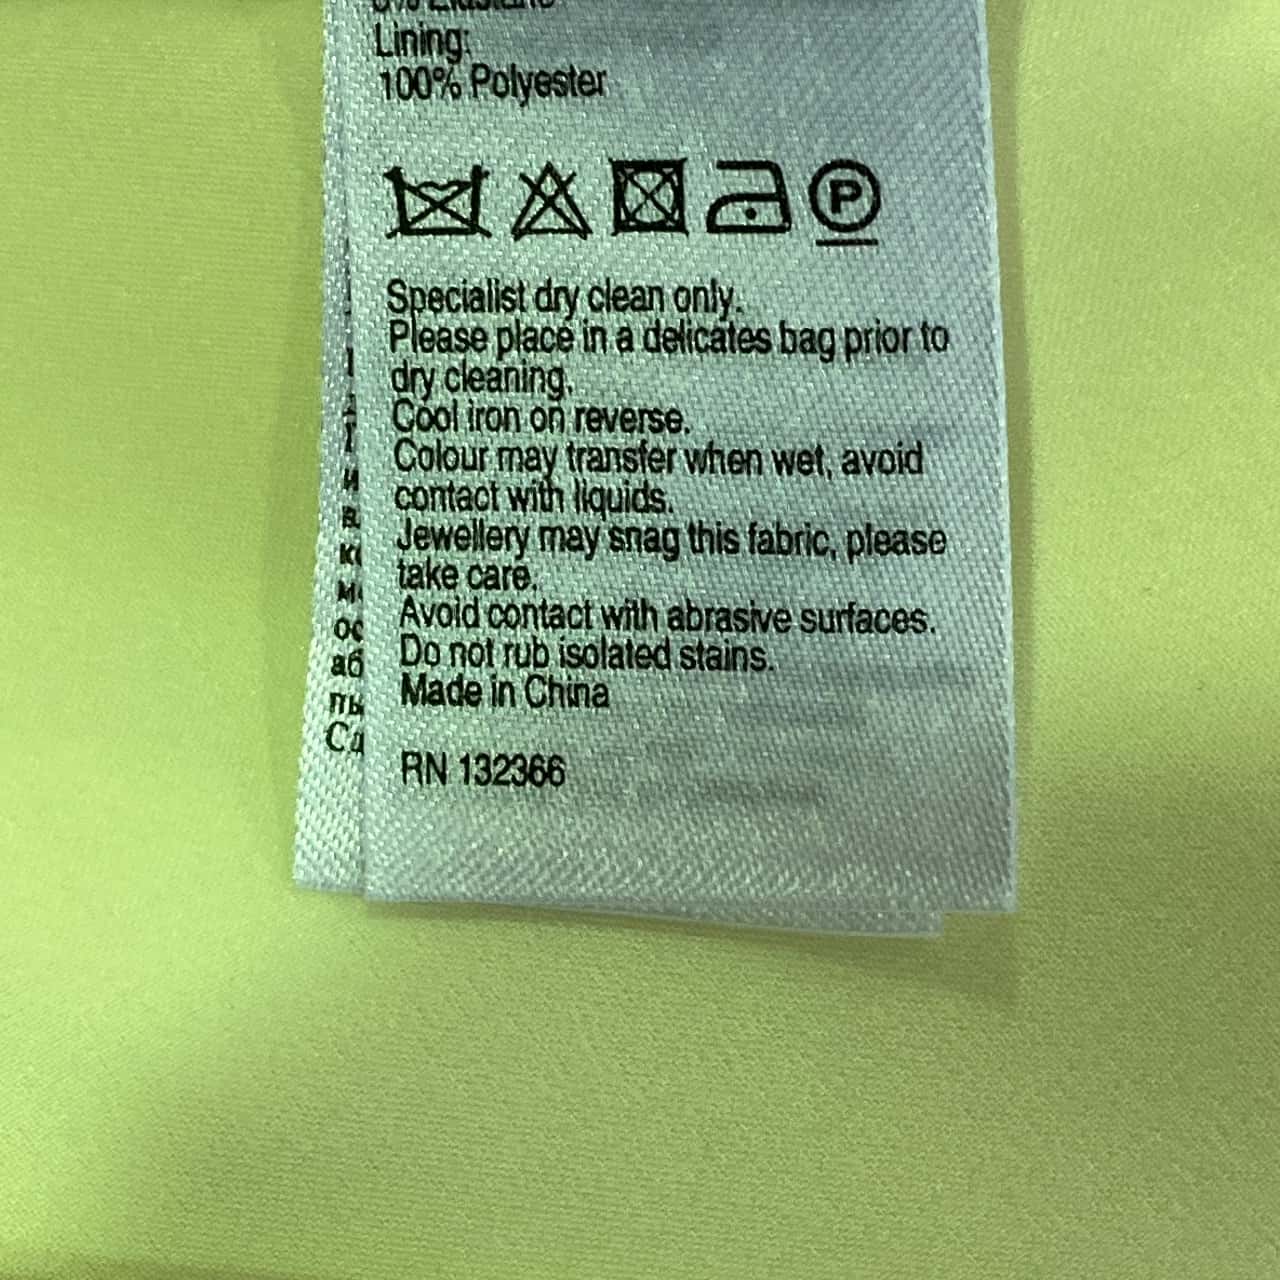 Lining:
100% Polyester
P
Specialist dry clean only.
Please place in a delicates bag prior to
dry cleaning.
Cool iron on reverse.
Colour may transfer when wet, avoid
contact with liquids.
Jewellery may snag this fabric, please
take care.
Avoid contact with abrasive surfaces.
Do not rub isolated stains.
Made in China
RN 132366